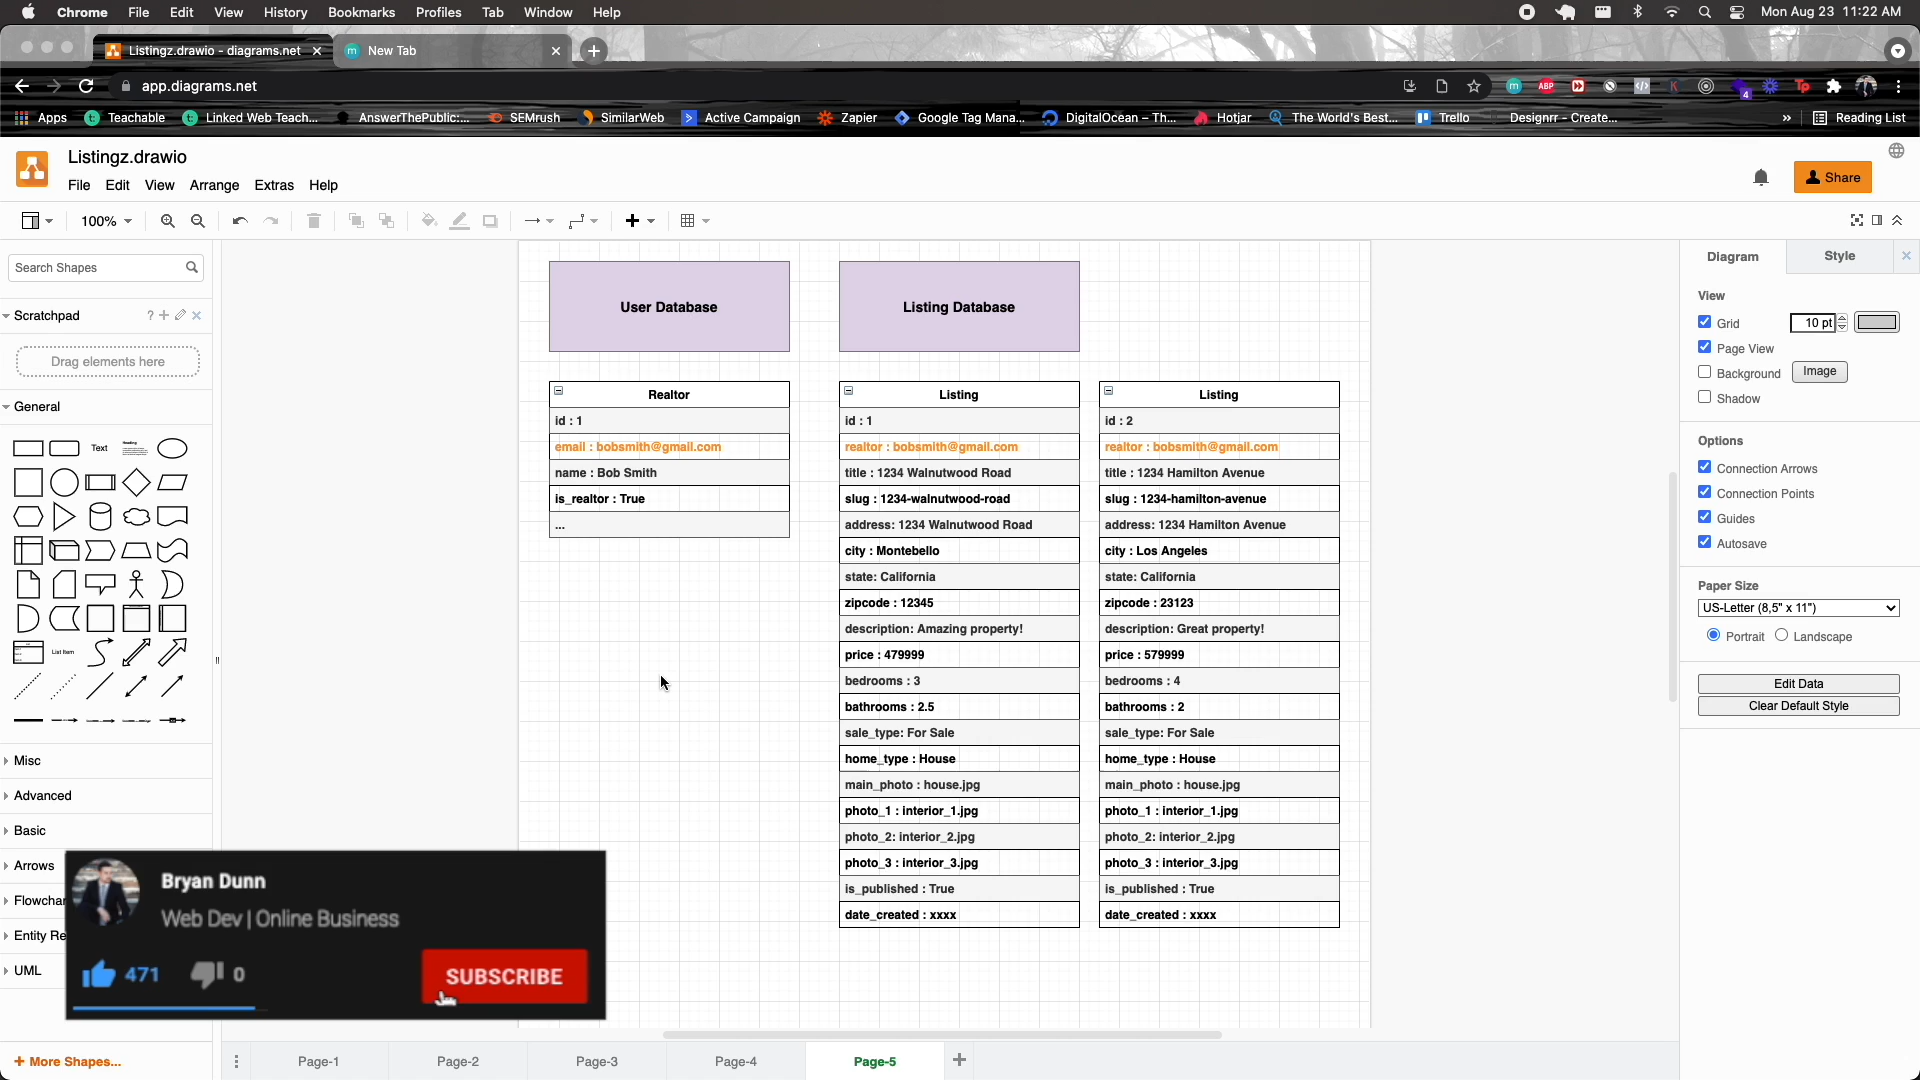 Chrome File Edit View History Bookmarks Profiles Tab Window Help Mon Aug 23 11:22 AM
Listingz.drawio - diagrams.net New Tab
app.diagrams.net ABP Tp 4
Apps Teachable Linked Web Teach... AnswerThePublic:... SEMrush SimilarWeb Active Campaign Zapier Google Tag Mana... DigitalOcean – Th... Hotjar The World's Best... Trello Designrr - Create... » Reading List
Listingz.drawio
File Edit View Arrange Extras Help
Share
100%
Search Shapes
Scratchpad ?
Drag elements here
General
Text Heading
List Item
Misc
Advanced
Basic
Arrows
Flowchar
Entity Re
UML
+ More Shapes...
User Database
Listing Database
Realtor
id : 1
email : bobsmith@gmail.com
name : Bob Smith
is_realtor : True
...
Listing
id : 1
realtor : bobsmith@gmail.com
title : 1234 Walnutwood Road
slug : 1234-walnutwood-road
address: 1234 Walnutwood Road
city : Montebello
state: California
zipcode : 12345
description: Amazing property!
price : 479999
bedrooms : 3
bathrooms : 2.5
sale_type: For Sale
home_type : House
main_photo : house.jpg
photo_1 : interior_1.jpg
photo_2: interior_2.jpg
photo_3 : interior_3.jpg
is_published : True
date_created : xxxx
Listing
id : 2
realtor : bobsmith@gmail.com
title : 1234 Hamilton Avenue
slug : 1234-hamilton-avenue
address: 1234 Hamilton Avenue
city : Los Angeles
state: California
zipcode : 23123
description: Great property!
price : 579999
bedrooms : 4
bathrooms : 2
sale_type: For Sale
home_type : House
main_photo : house.jpg
photo_1 : interior_1.jpg
photo_2: interior_2.jpg
photo_3 : interior_3.jpg
is_published : True
date_created : xxxx
Diagram Style
View
Grid 10 pt
Page View
Background Image
Shadow
Options
Connection Arrows
Connection Points
Guides
Autosave
Paper Size
US-Letter (8,5" x 11")
Portrait Landscape
Edit Data
Clear Default Style
Bryan Dunn
Web Dev | Online Business
471 0 SUBSCRIBE
Page-1 Page-2 Page-3 Page-4 Page-5